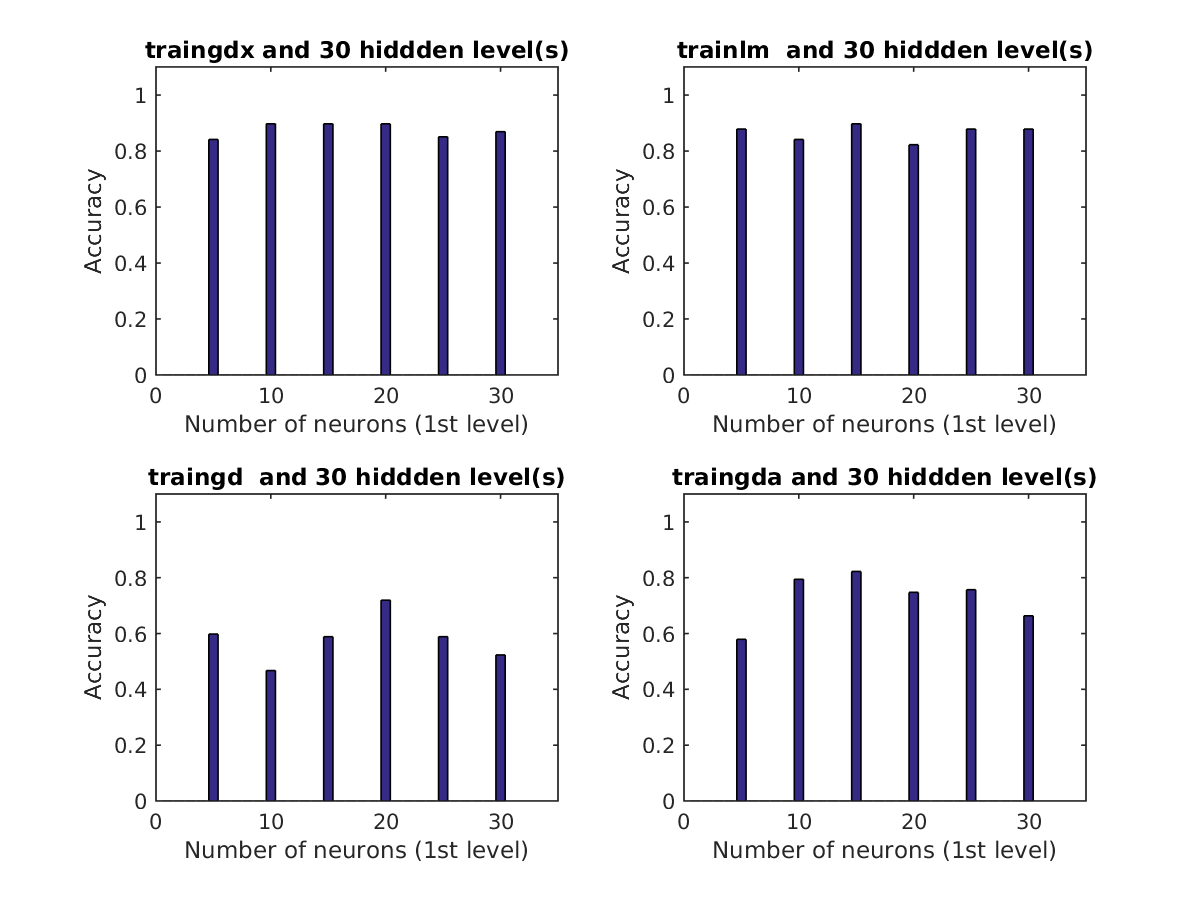 traingdx and 30 hiddden level(s)
1
0.8
0.6
0.4
0.2
0
Accuracy
0 10 20 30
Number of neurons (1st level)
trainlm  and 30 hiddden level(s)
1
0.8
0.6
0.4
0.2
0
Accuracy
0 10 20 30
Number of neurons (1st level)
traingd  and 30 hiddden level(s)
1
0.8
0.6
0.4
0.2
0
Accuracy
0 10 20 30
Number of neurons (1st level)
traingda and 30 hiddden level(s)
1
0.8
0.6
0.4
0.2
0
Accuracy
0 10 20 30
Number of neurons (1st level)